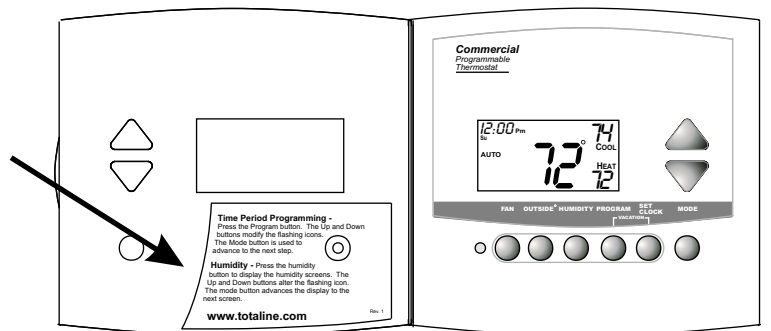 Time Period Programming -
Press the Program button. The Up and Down
buttons modify the flashing icons.
The Mode button is used to
advance to the next step.
Humidity - Press the humidity
button to display the humidity screens. The
Up and Down buttons alter the flashing icon.
The mode button advances the display to the
next screen.
www.totaline.com
Rev. 1
Commercial
Programmable
Thermostat
12:00 Pm
Su
AUTO
72°
74
COOL
HEAT
72
FAN OUTSIDE* HUMIDITY PROGRAM SET CLOCK MODE
VACATION